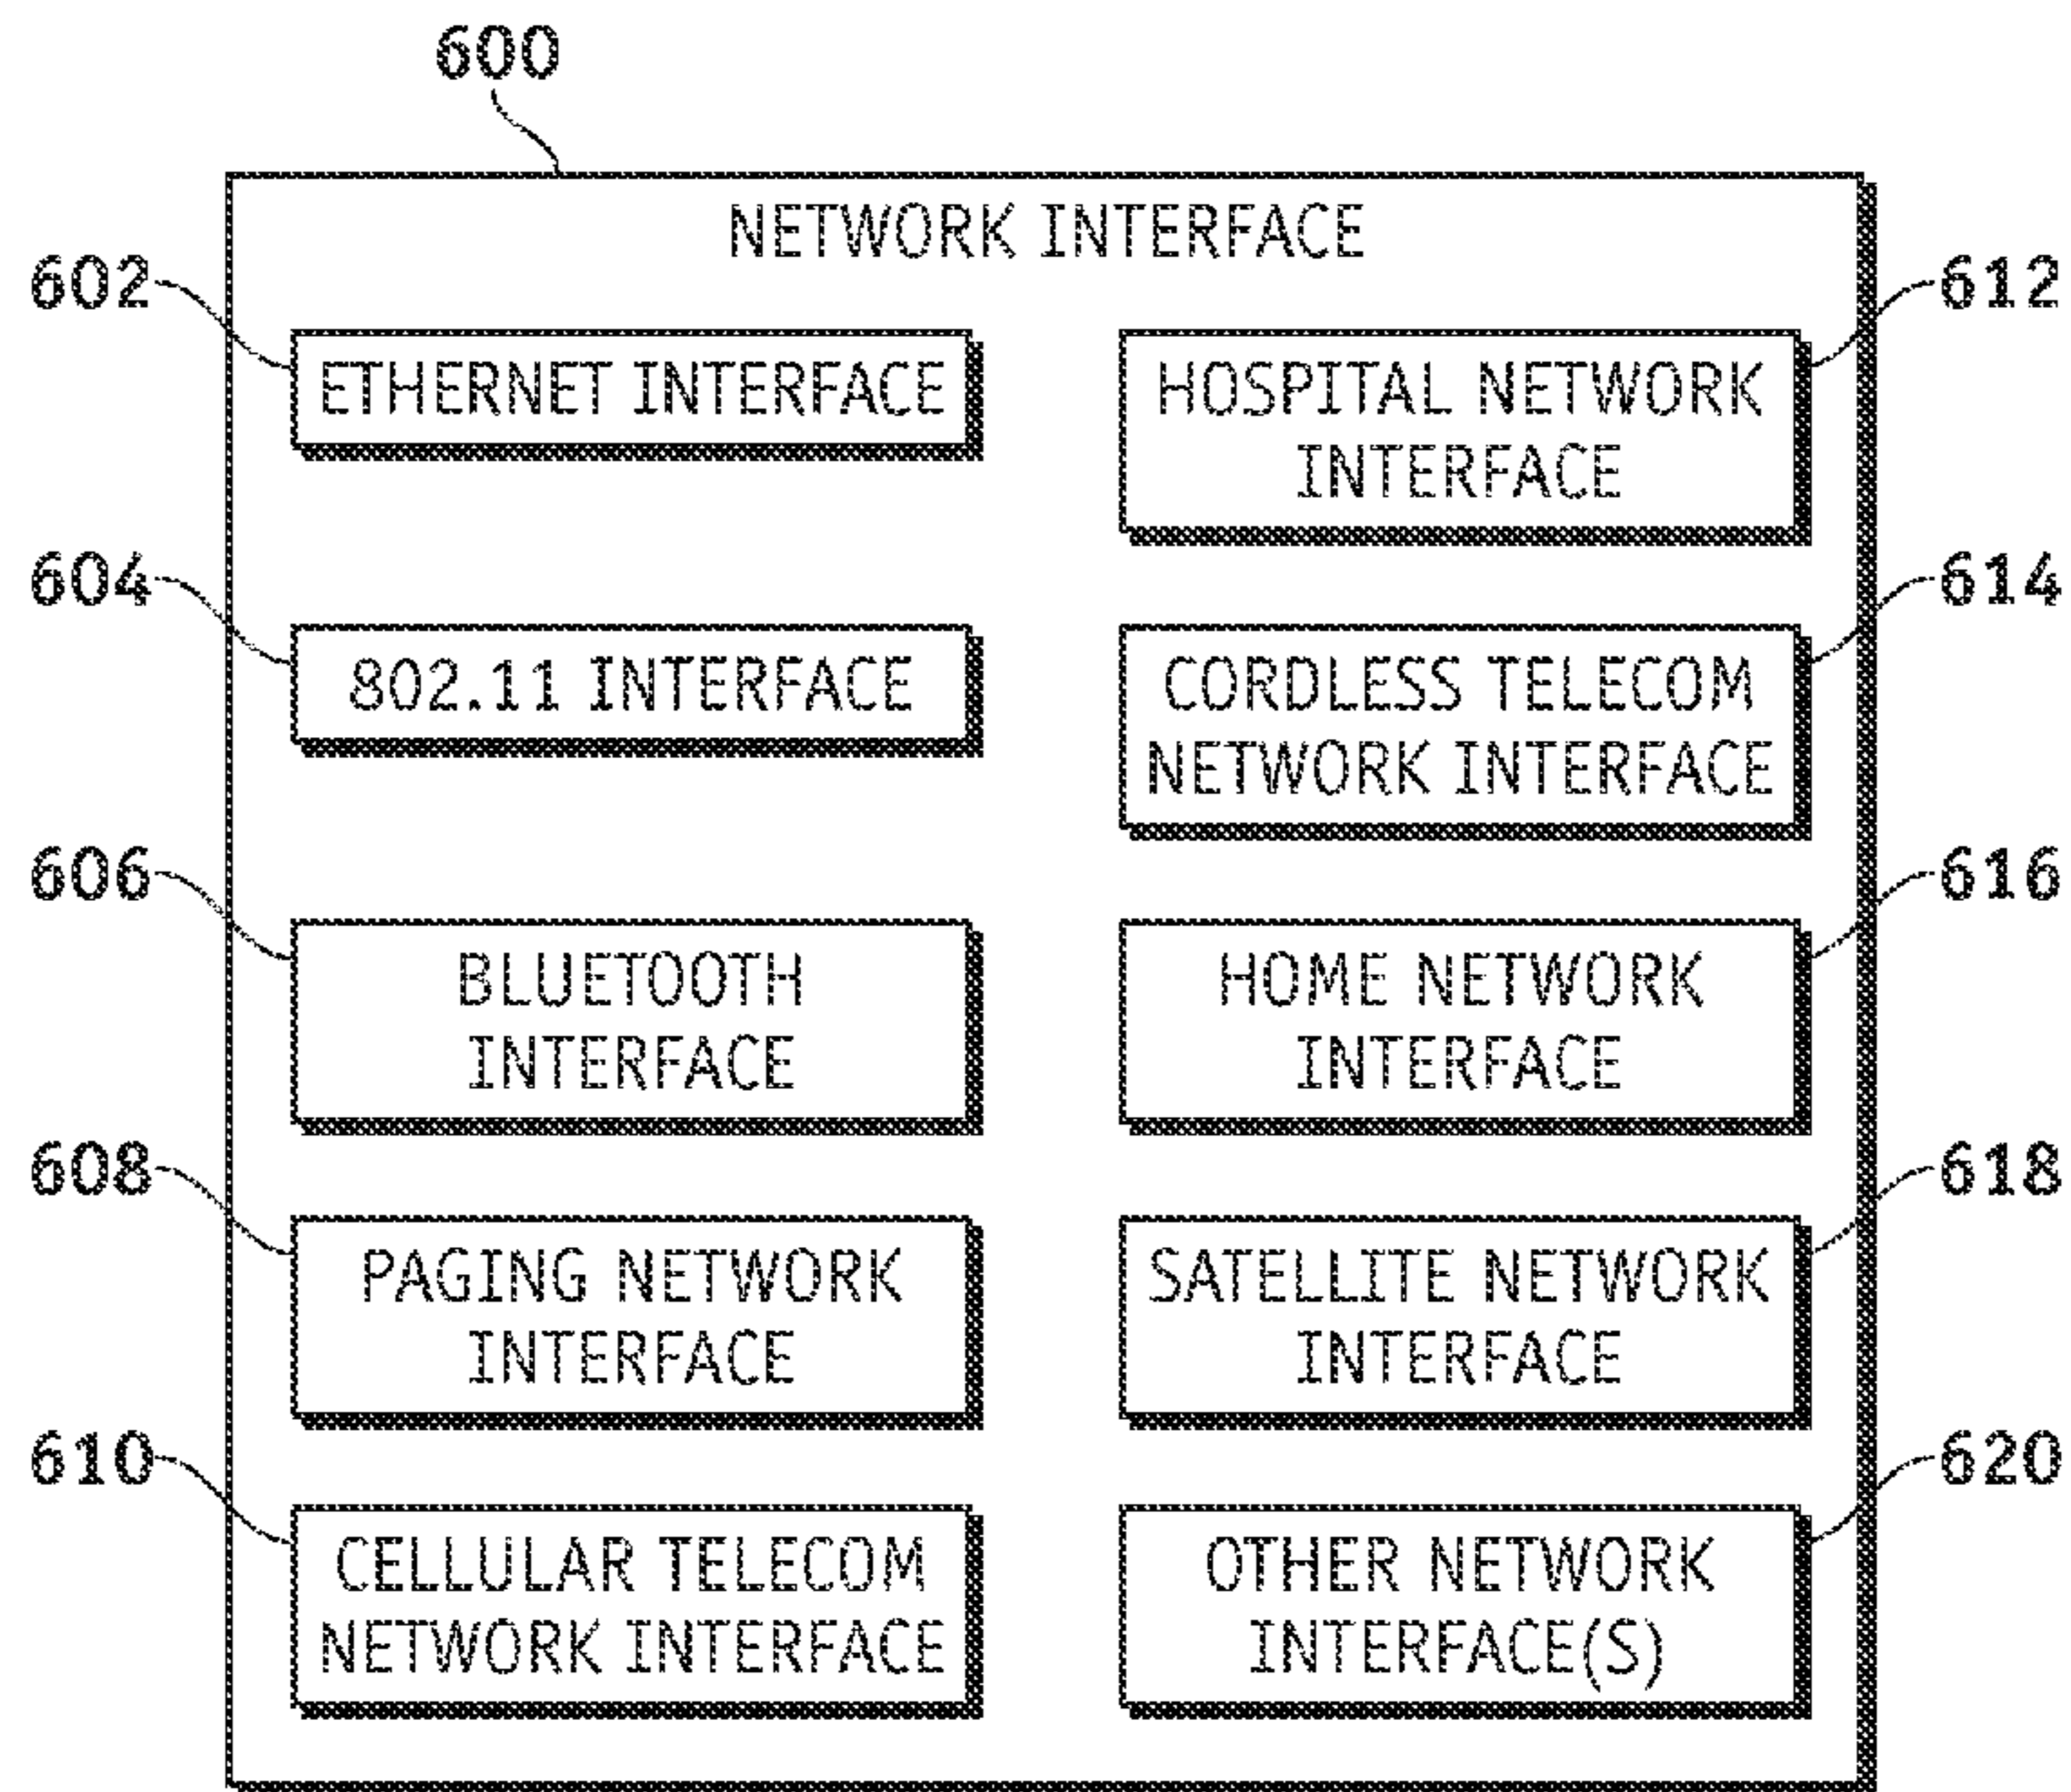 600
NETWORK INTERFACE
602
ETHERNET INTERFACE
612
HOSPITAL NETWORK
INTERFACE
604
802.11 INTERFACE
614
CORDLESS TELECOM
NETWORK INTERFACE
606
BLUETOOTH
INTERFACE
616
HOME NETWORK
INTERFACE
608
PAGING NETWORK
INTERFACE
618
SATELLITE NETWORK
INTERFACE
610
CELLULAR TELECOM
NETWORK INTERFACE
620
OTHER NETWORK
INTERFACE(S)